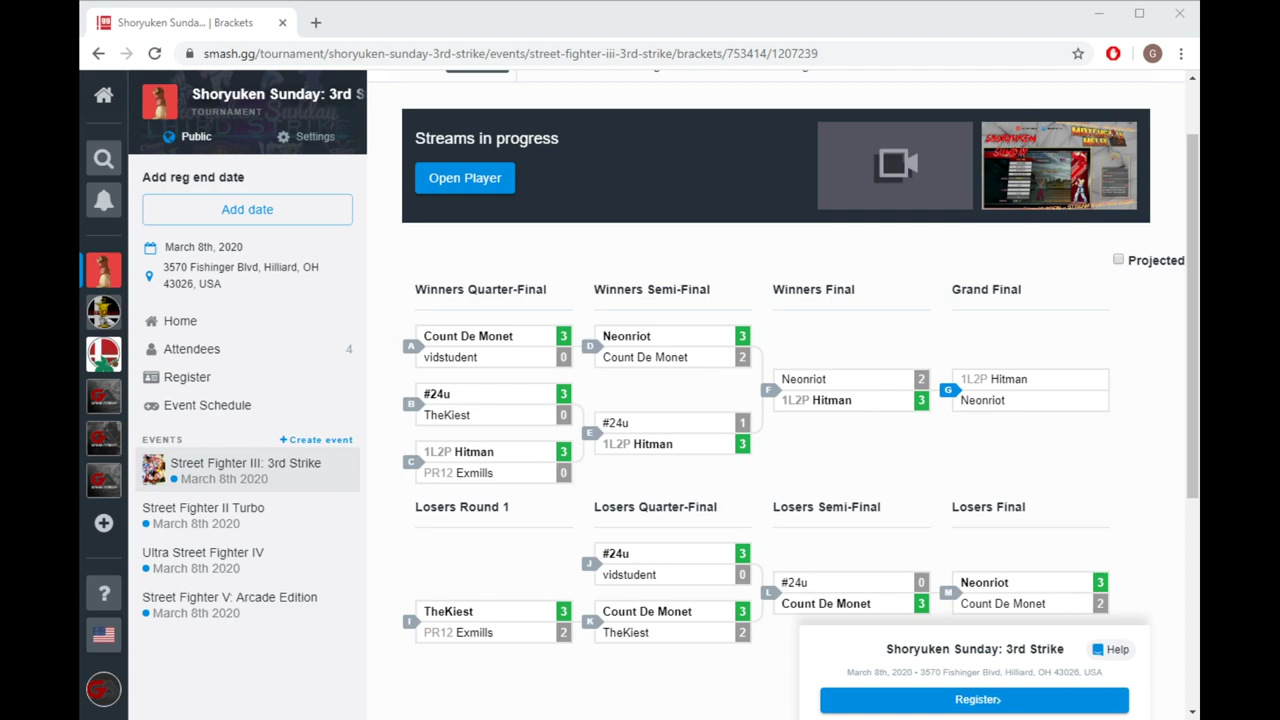 Shoryuken Sunda... | Brackets
smash.gg/tournament/shoryuken-sunday-3rd-strike/events/street-fighter-iii-3rd-strike/brackets/753414/1207239
G
Shoryuken Sunday: 3rd S
TOURNAMENT
Public
Settings
Add reg end date
Add date
March 8th, 2020
3570 Fishinger Blvd, Hilliard, OH
43026, USA
Home
Attendees 4
Register
Event Schedule
EVENTS
+Create event
Street Fighter III: 3rd Strike
March 8th 2020
Street Fighter II Turbo
March 8th 2020
Ultra Street Fighter IV
March 8th 2020
Street Fighter V: Arcade Edition
March 8th 2020
?
Streams in progress
Open Player
SHORYUKEN
SUNDAY
Projected
Winners Quarter-Final
Winners Semi-Final
Winners Final
Grand Final
A
Count De Monet 3
vidstudent 0
B
#24u 3
TheKiest 0
C
1L2P Hitman 3
PR12 Exmills 0
D
Neonriot 3
Count De Monet 2
E
#24u 1
1L2P Hitman 3
F
Neonriot 2
1L2P Hitman 3
G
1L2P Hitman
Neonriot
Losers Round 1
Losers Quarter-Final
Losers Semi-Final
Losers Final
I
TheKiest 3
PR12 Exmills 2
J
#24u 3
vidstudent 0
K
Count De Monet 3
TheKiest 2
L
#24u 0
Count De Monet 3
M
Neonriot 3
Count De Monet 2
Shoryuken Sunday: 3rd Strike
Help
March 8th, 2020 • 3570 Fishinger Blvd, Hilliard, OH 43026, USA
Register›